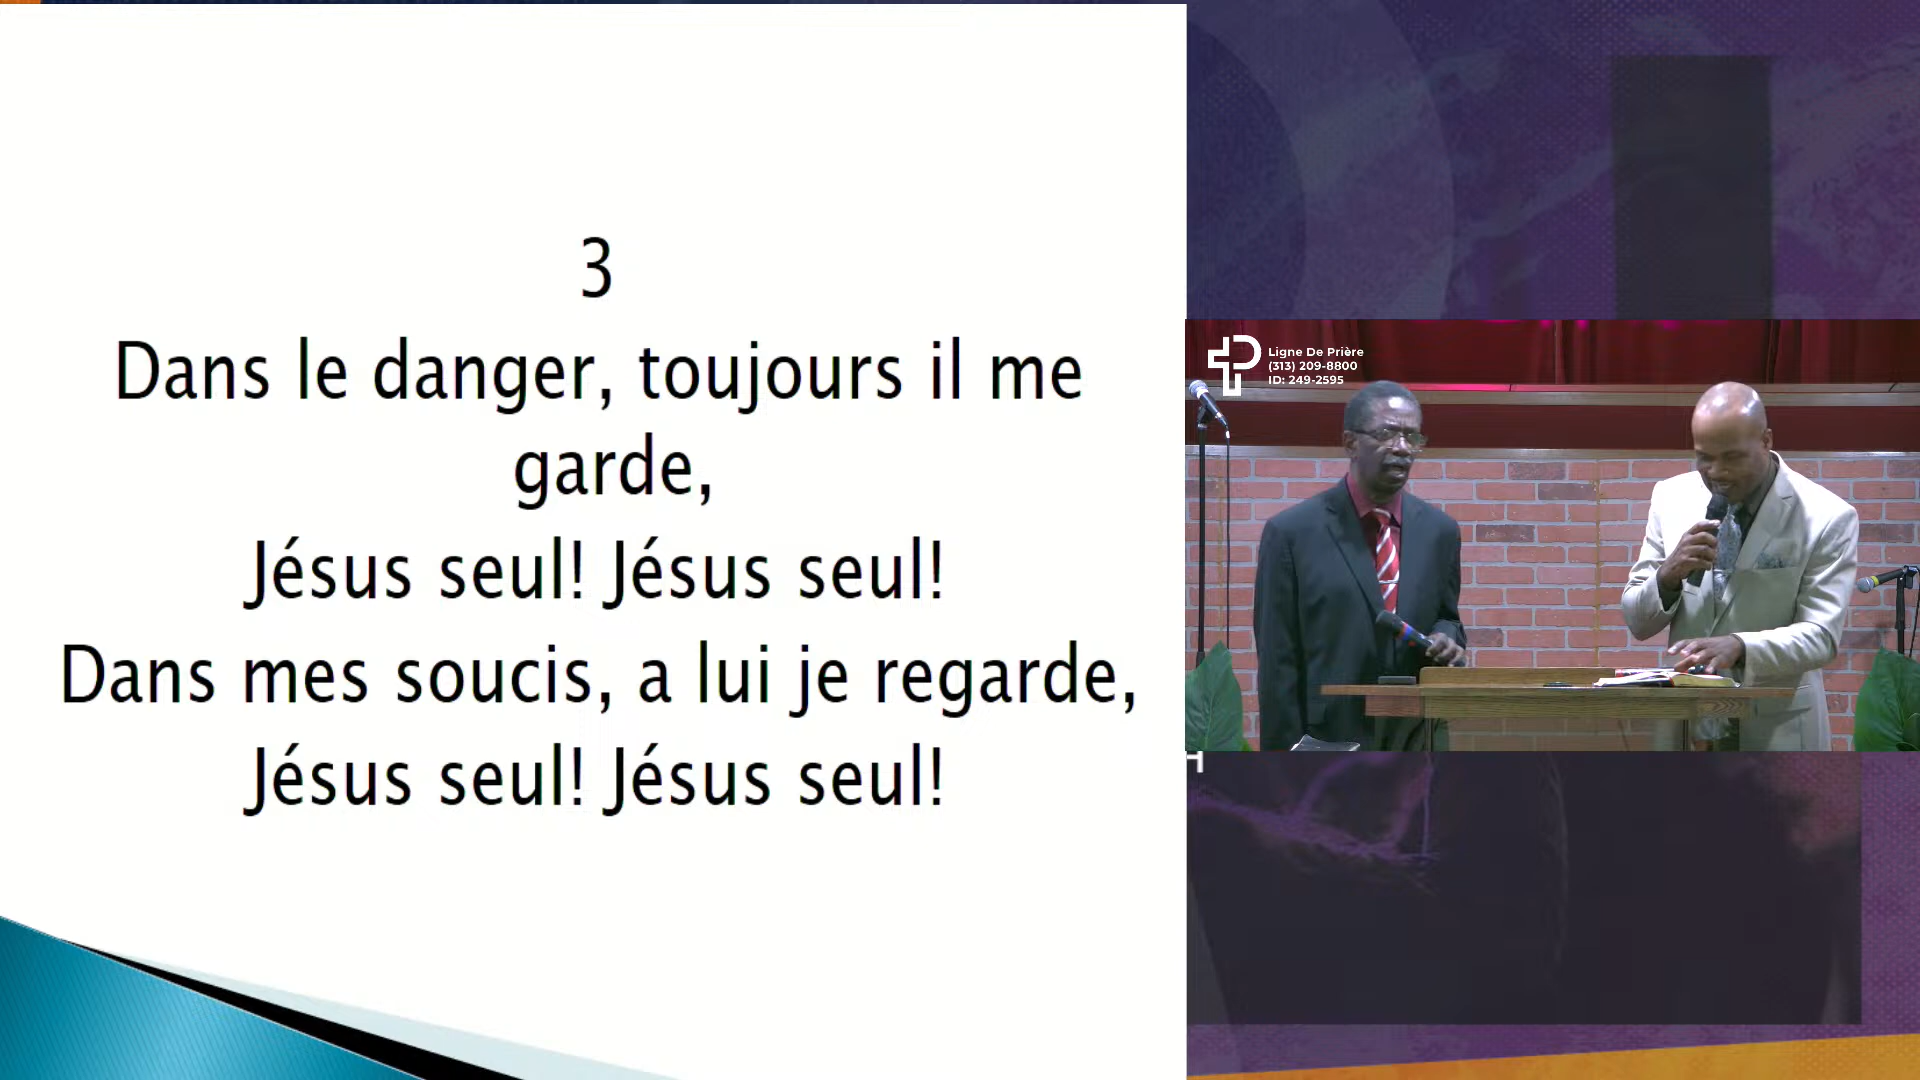 3
Dans le danger, toujours il me
garde,
Jésus seul! Jésus seul!
Dans mes soucis, a lui je regarde,
Jésus seul! Jésus seul!
Ligne De Prière
(313) 209-8800
ID: 249-2595
H